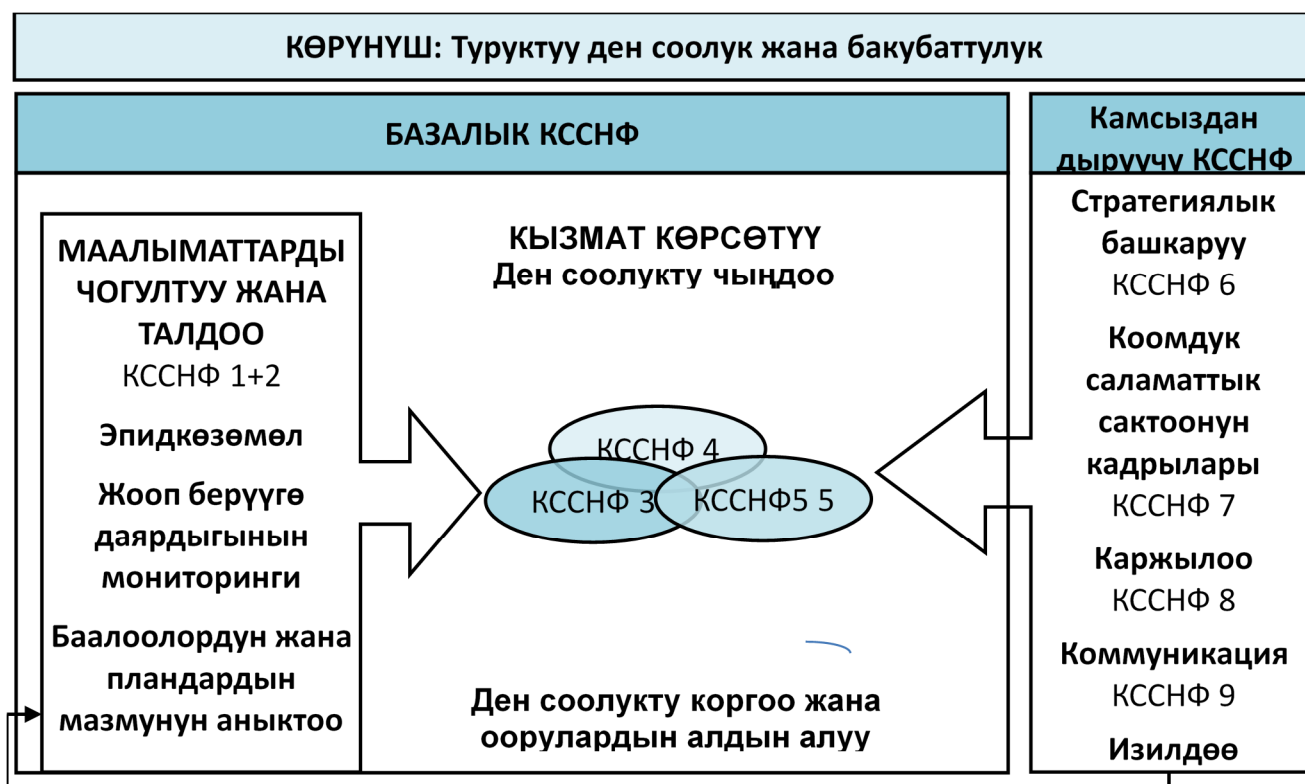 КӨРҮНҮШ: Туруктуу ден соолук жана бакубаттулук
БАЗАЛЫК КССНФ
МААЛЫМАТТАРДЫ
ЧОГУЛТУУ ЖАНА
ТАЛДОО
КССНФ 1+2
Эпидкөзөмөл
Жооп берүүгө
даярдыгынын
мониторинги
Баалоолордун жана
пландардын
мазмунун аныктоо
КЫЗМАТ КӨРСӨТҮҮ
Ден соолукту чыңдоо
КССНФ 4
КССНФ 3
КССНФ5 5
Ден соолукту коргоо жана
оорулардын алдын алуу
Камсыздан
дыруучу КССНФ
Стратегиялык
башкаруу
КССНФ 6
Коомдук
саламаттык
сактоонун
кадрылары
КССНФ 7
Каржылоо
КССНФ 8
Коммуникация
КССНФ 9
Изилдөө